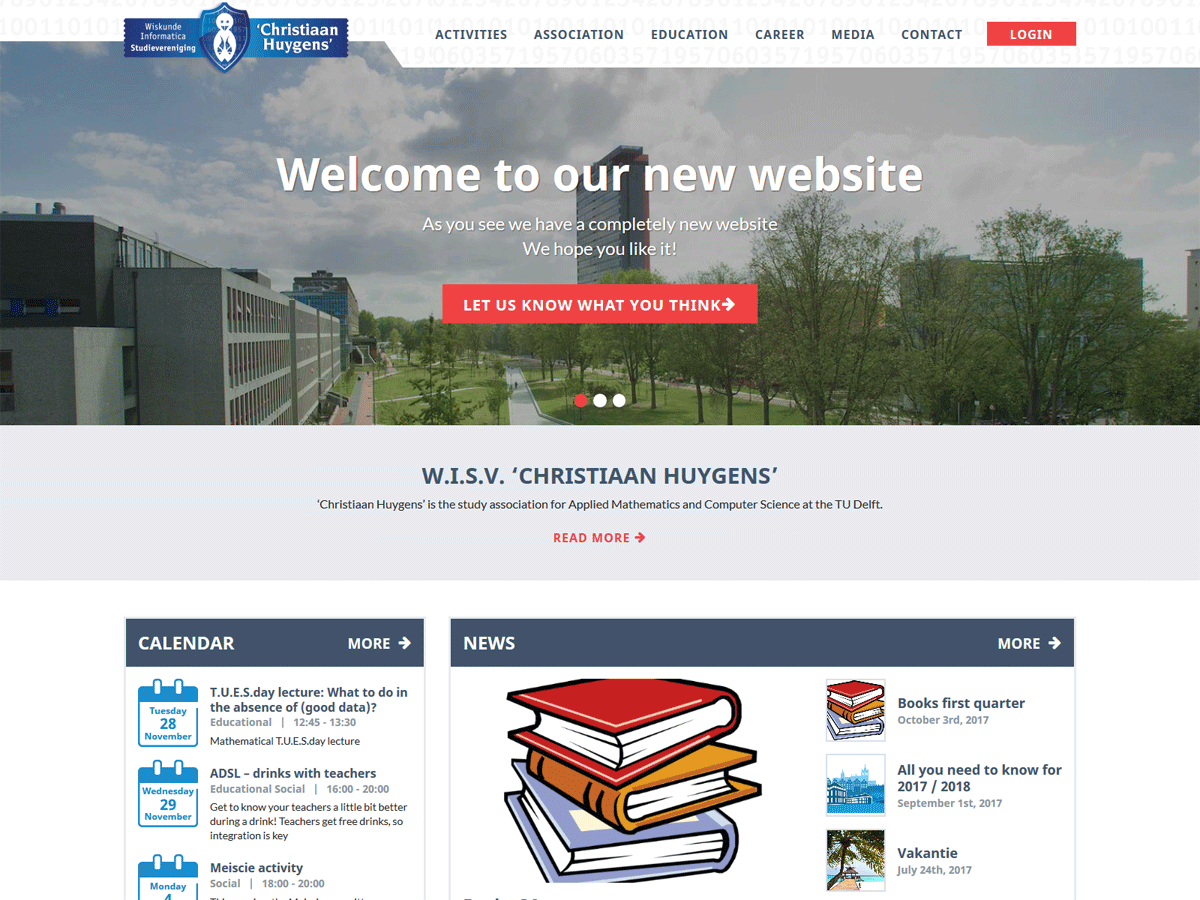 Wiskunde
Informatica
Studievereniging
‘Christiaan
Huygens’
ACTIVITIES
ASSOCIATION
EDUCATION
CAREER
MEDIA
CONTACT
LOGIN
Welcome to our new website
As you see we have a completely new website
We hope you like it!
LET US KNOW WHAT YOU THINK
W.I.S.V. ‘CHRISTIAAN HUYGENS’
‘Christiaan Huygens’ is the study association for Applied Mathematics and Computer Science at the TU Delft.
READ MORE
CALENDAR
MORE
Tuesday
28
November
T.U.E.S.day lecture: What to do in
the absence of (good data)?
Educational | 12:45 - 13:30
Mathematical T.U.E.S.day lecture
Wednesday
29
November
ADSL – drinks with teachers
Educational Social | 16:00 - 20:00
Get to know your teachers a little bit better
during a drink! Teachers get free drinks, so
integration is key
Monday
4
Meiscie activity
Social | 18:00 - 20:00
NEWS
MORE
Books first quarter
October 3rd, 2017
All you need to know for
2017 / 2018
September 1st, 2017
Vakantie
July 24th, 2017